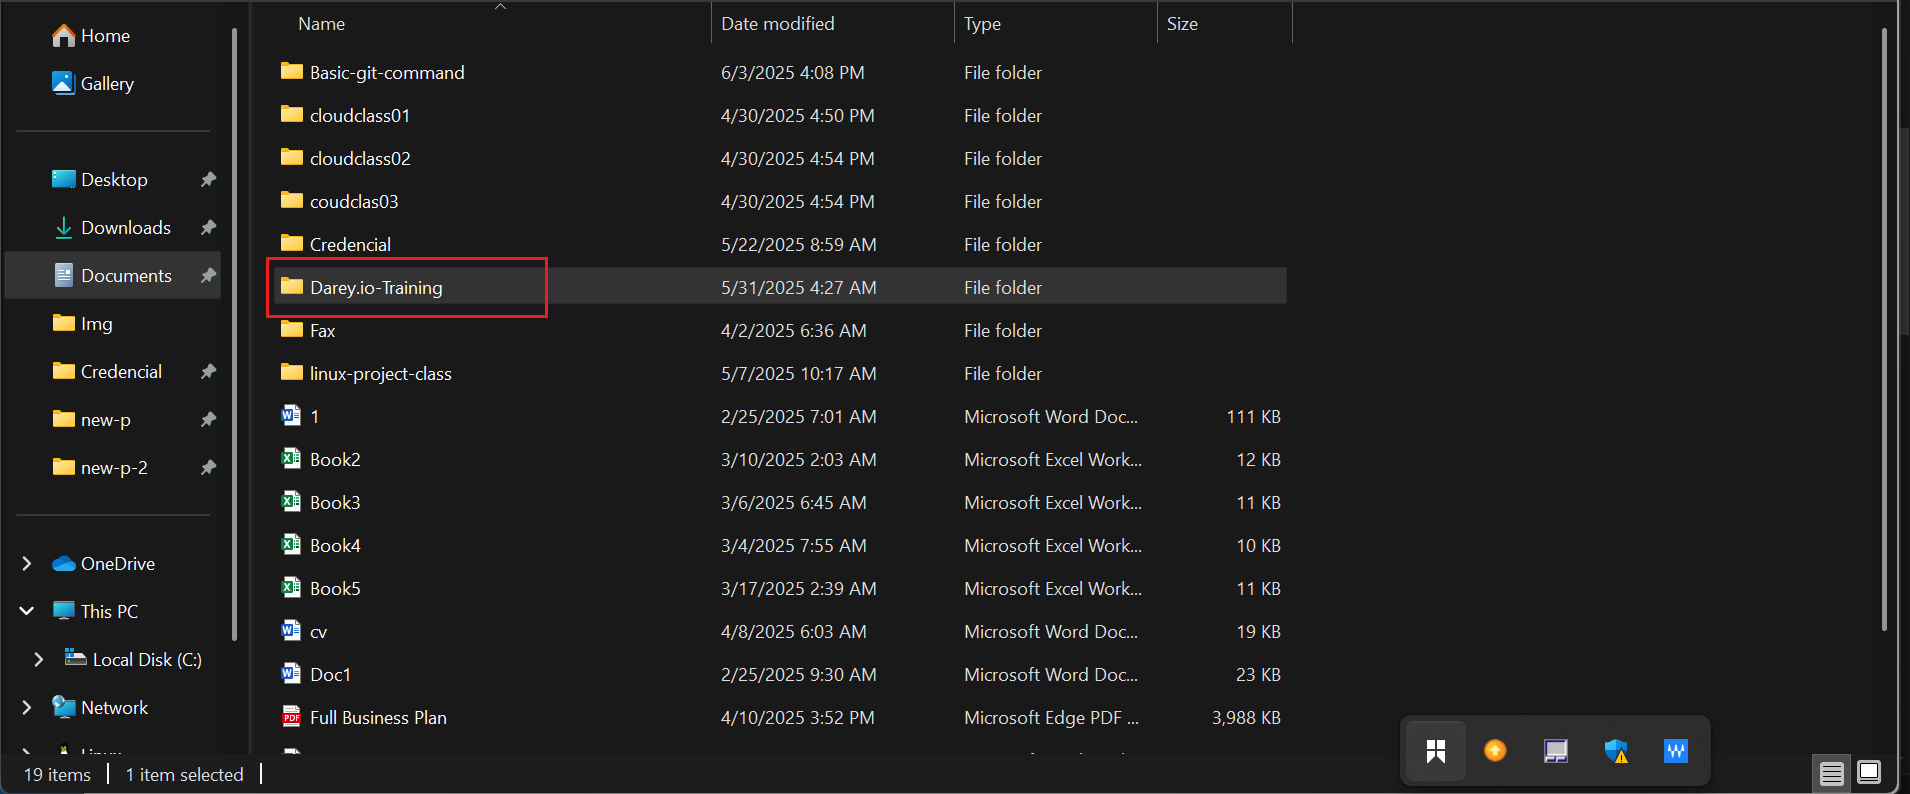 Home
Gallery
Desktop
Downloads
Documents
Img
Credencial
new-p
new-p-2
OneDrive
This PC
Local Disk (C:)
Network
Linux
Name Date modified Type Size
Basic-git-command 6/3/2025 4:08 PM File folder
cloudclass01 4/30/2025 4:50 PM File folder
cloudclass02 4/30/2025 4:54 PM File folder
coudclas03 4/30/2025 4:54 PM File folder
Credencial 5/22/2025 8:59 AM File folder
Darey.io-Training 5/31/2025 4:27 AM File folder
Fax 4/2/2025 6:36 AM File folder
linux-project-class 5/7/2025 10:17 AM File folder
1 2/25/2025 7:01 AM Microsoft Word Doc... 111 KB
Book2 3/10/2025 2:03 AM Microsoft Excel Work... 12 KB
Book3 3/6/2025 6:45 AM Microsoft Excel Work... 11 KB
Book4 3/4/2025 7:55 AM Microsoft Excel Work... 10 KB
Book5 3/17/2025 2:39 AM Microsoft Excel Work... 11 KB
cv 4/8/2025 6:03 AM Microsoft Word Doc... 19 KB
Doc1 2/25/2025 9:30 AM Microsoft Word Doc... 23 KB
Full Business Plan 4/10/2025 3:52 PM Microsoft Edge PDF ... 3,988 KB
19 items 1 item selected